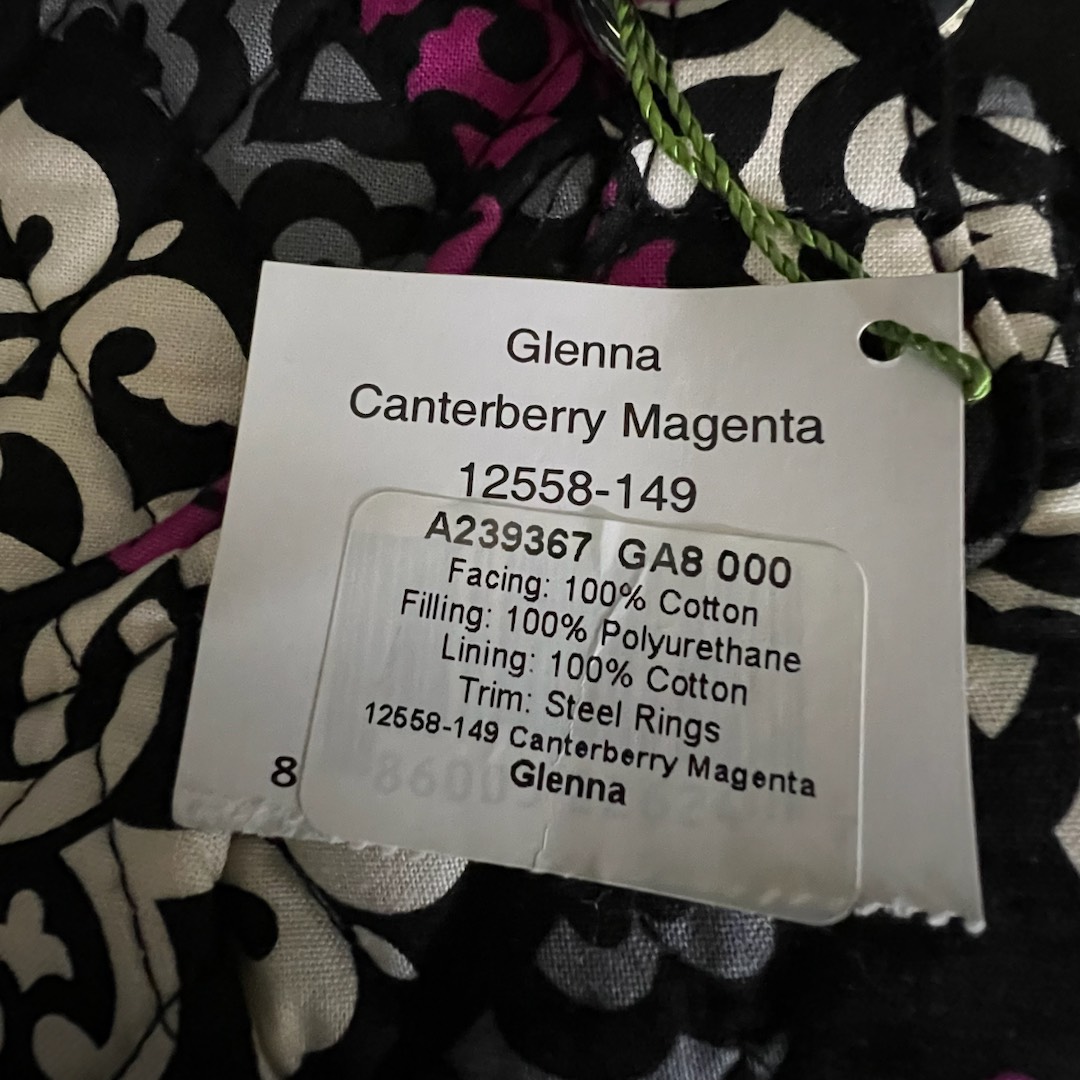 Glenna
Canterberry Magenta
12558-149
A239367 GA8 000
Facing: 100% Cotton
Filling: 100% Polyurethane
Lining: 100% Cotton
Trim: Steel Rings
12558-149 Canterberry Magenta
Glenna
8